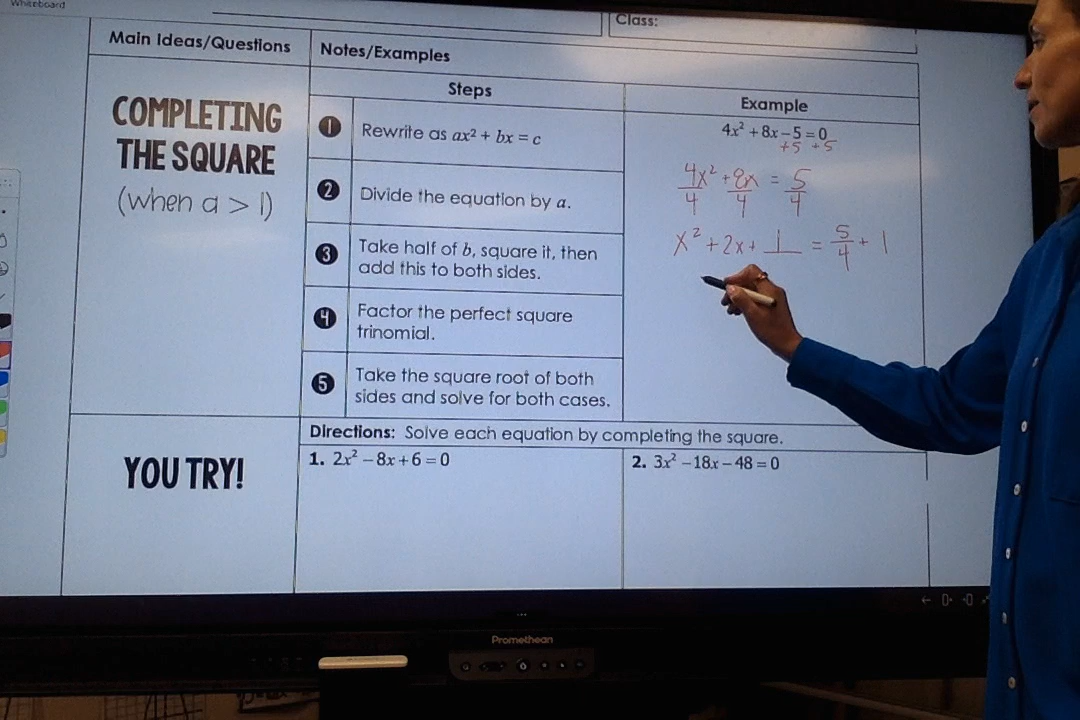 Whiteboard
Class:
Main Ideas/Questions
Notes/Examples
COMPLETING
THE SQUARE
(when a > 1)
Steps
1 Rewrite as ax² + bx = c
2 Divide the equation by a.
3 Take half of b, square it, then
add this to both sides.
4 Factor the perfect square
trinomial.
5 Take the square root of both
sides and solve for both cases.
Example
4x² + 8x – 5 = 0
+5 +5
4x²/4 + 8x/4 = 5/4
x² + 2x + 1 = 5/4 + 1
YOU TRY!
Directions: Solve each equation by completing the square.
1. 2x² – 8x + 6 = 0
2. 3x² – 18x – 48 = 0
Promethean